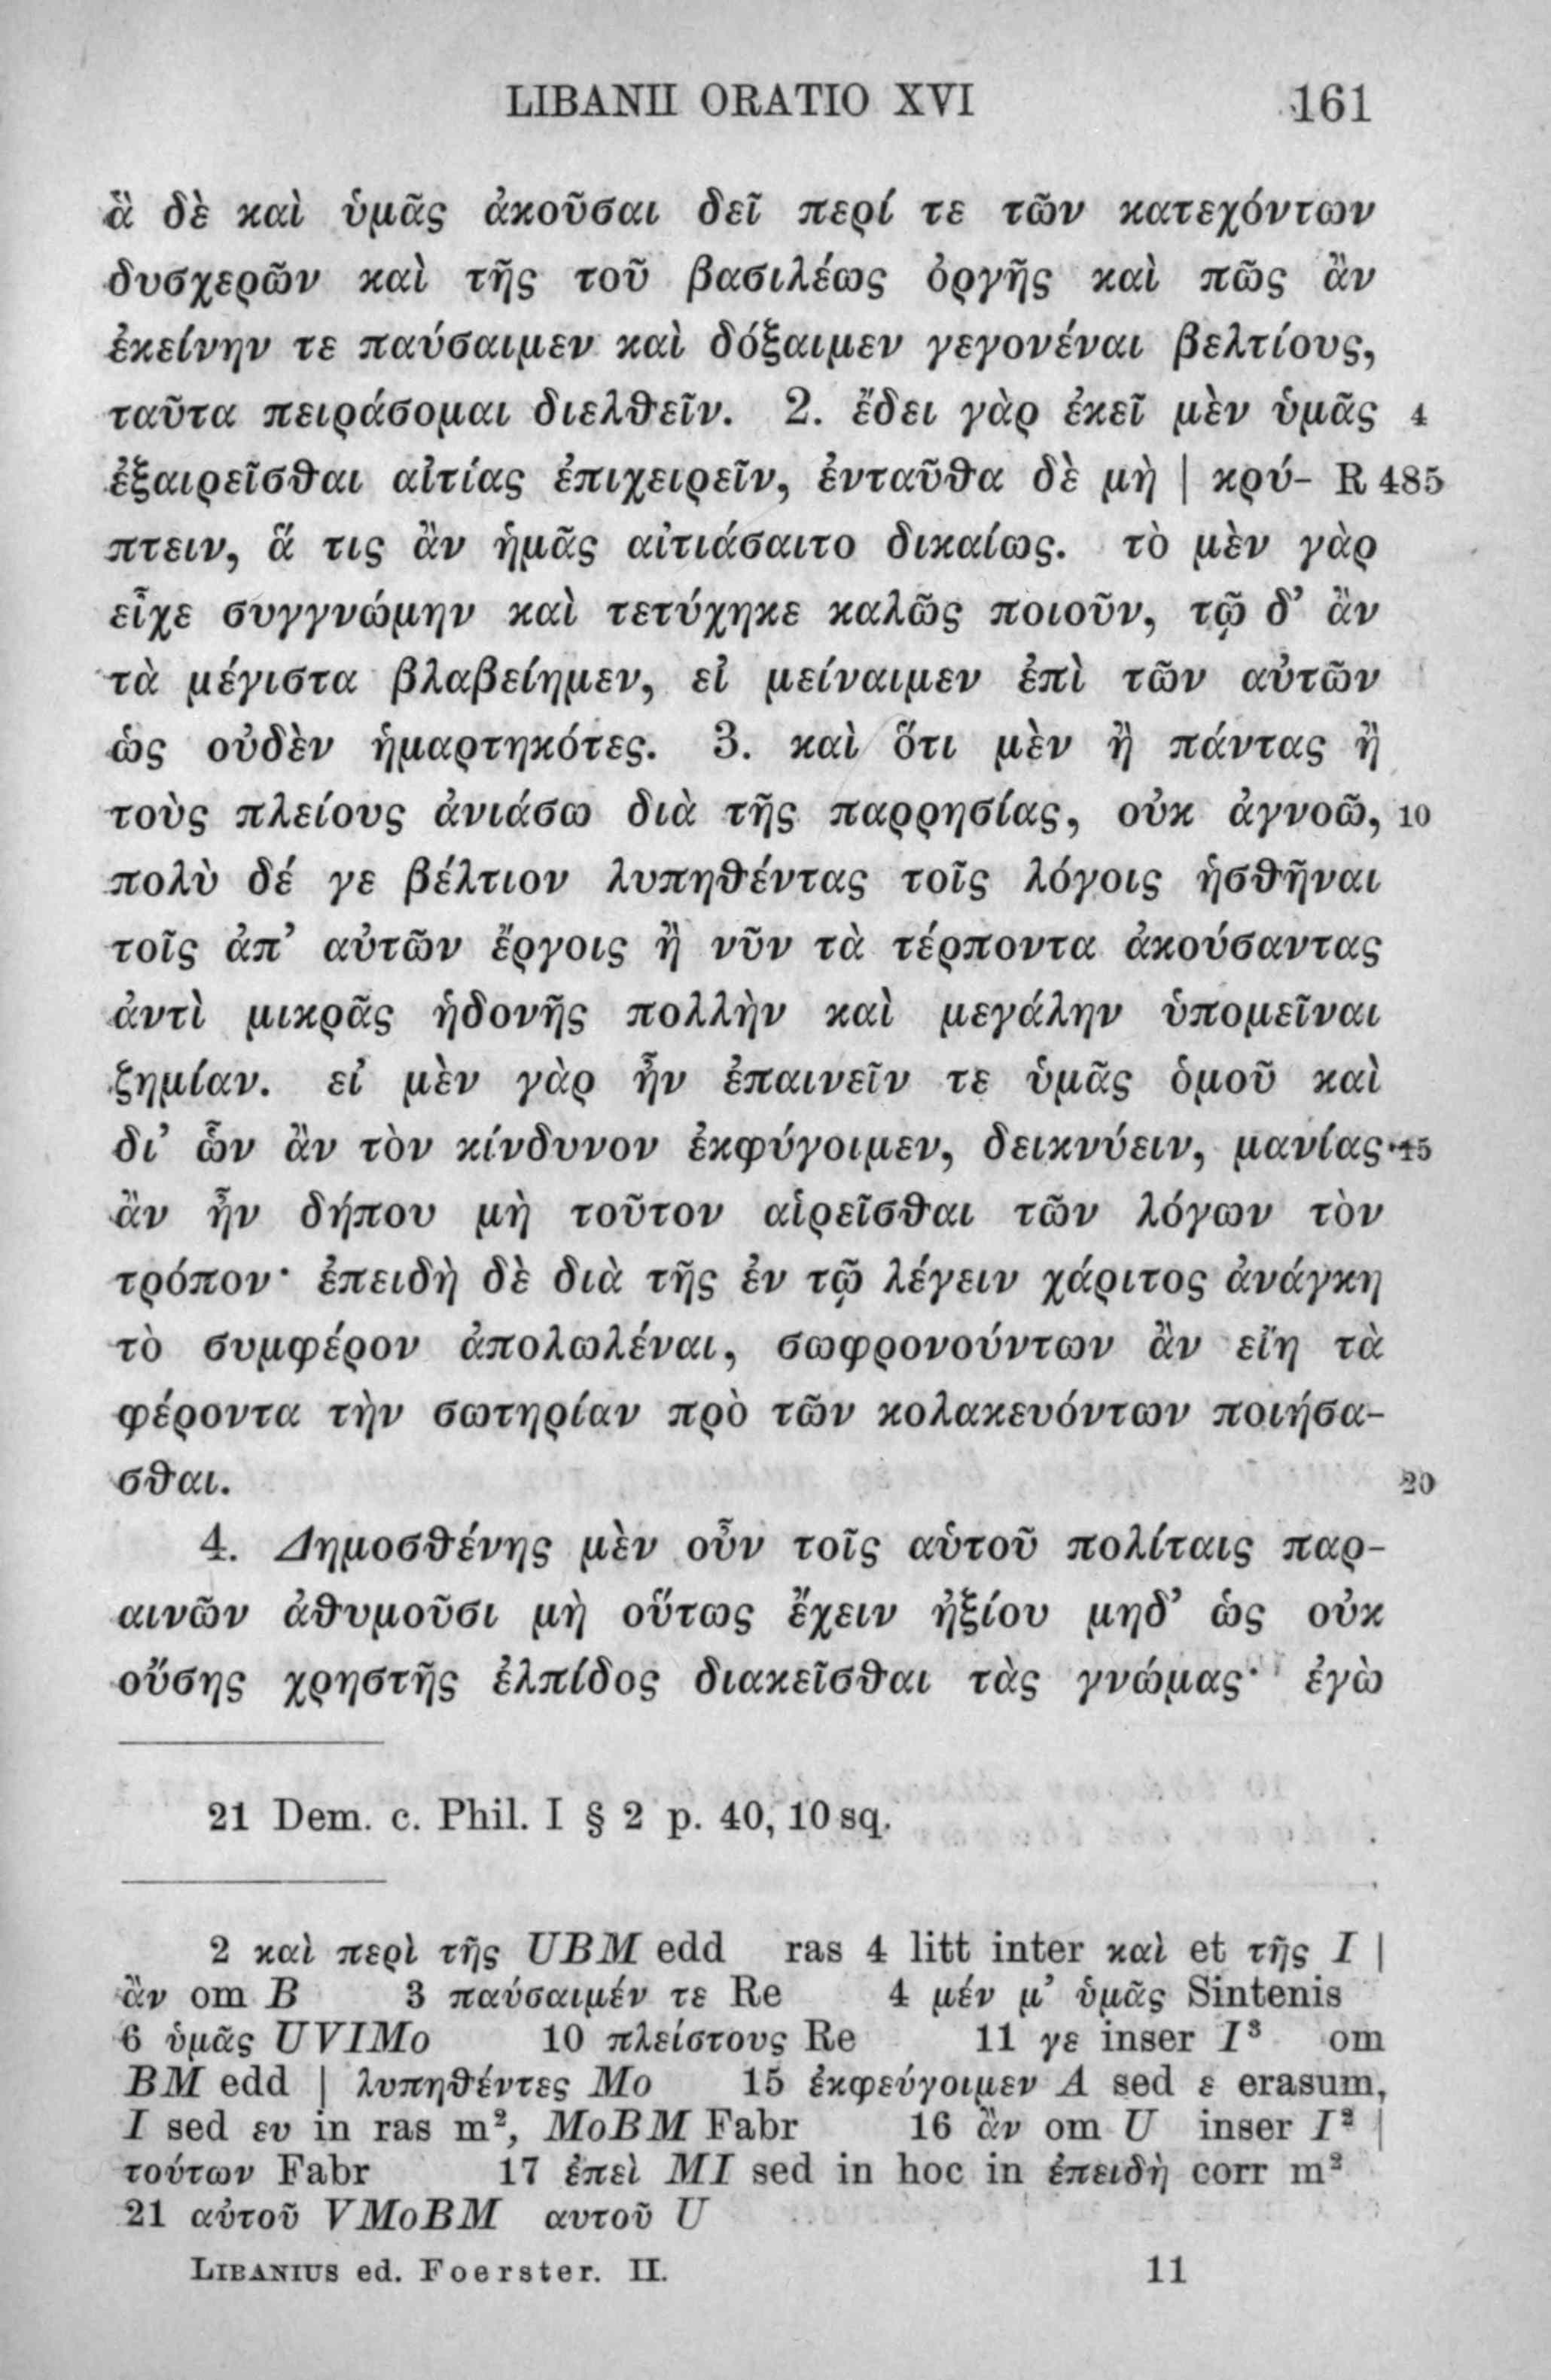 LIBANII ORATIO XVI 161
ἃ δὲ καὶ ὑμᾶς ἀκοῦσαι δεῖ περί τε τῶν κατεχόντων
δυσχερῶν καὶ τῆς τοῦ βασιλέως ὀργῆς καὶ πῶς ἂν
ἐκείνην τε παύσαιμεν καὶ δόξαιμεν γεγονέναι βελτίους,
ταῦτα πειράσομαι διελθεῖν. 2. ἔδει γὰρ ἐκεῖ μὲν ὑμᾶς 4
ἐξαιρεῖσθαι αἰτίας ἐπιχειρεῖν, ἐνταῦθα δὲ μὴ | κρύ- R 485
πτειν, ἅ τις ἂν ἡμᾶς αἰτιάσαιτο δικαίως. τὸ μὲν γὰρ
εἶχε συγγνώμην καὶ τετύχηκε καλῶς ποιοῦν, τῷ δ’ ἂν
τὰ μέγιστα βλαβείημεν, εἰ μείναιμεν ἐπὶ τῶν αὐτῶν
ὡς οὐδὲν ἡμαρτηκότες. 3. καὶ ὅτι μὲν ἢ πάντας ἢ
τοὺς πλείους ἀνιάσω διὰ τῆς παρρησίας, οὐκ ἀγνοῶ, 10
πολὺ δέ γε βέλτιον λυπηθέντας τοῖς λόγοις ἡσθῆναι
τοῖς ἀπ’ αὐτῶν ἔργοις ἢ νῦν τὰ τέρποντα ἀκούσαντας
ἀντὶ μικρᾶς ἡδονῆς πολλὴν καὶ μεγάλην ὑπομεῖναι
ζημίαν. εἰ μὲν γὰρ ἦν ἐπαινεῖν τε ὑμᾶς ὁμοῦ καὶ
δι’ ὧν ἂν τὸν κίνδυνον ἐκφύγοιμεν, δεικνύειν, μανίας 15
ἂν ἦν δήπου μὴ τοῦτον αἱρεῖσθαι τῶν λόγων τὸν
τρόπον· ἐπειδὴ δὲ διὰ τῆς ἐν τῷ λέγειν χάριτος ἀνάγκη
τὸ συμφέρον ἀπολωλέναι, σωφρονούντων ἂν εἴη τὰ
φέροντα τὴν σωτηρίαν πρὸ τῶν κολακευόντων ποιήσα-
σθαι. 20
4. Δημοσθένης μὲν οὖν τοῖς αὑτοῦ πολίταις παρ-
αινῶν ἀθυμοῦσι μὴ οὕτως ἔχειν ἠξίου μηδ’ ὡς οὐκ
οὔσης χρηστῆς ἐλπίδος διακεῖσθαι τὰς γνώμας· ἐγὼ
21 Dem. c. Phil. I § 2 p. 40, 10 sq.
2 καὶ περὶ τῆς UBM edd ras 4 litt inter καὶ et τῆς I |
ἂν om B 3 παύσαιμέν τε Re 4 μέν μ’ ὑμᾶς Sintenis
6 ὑμᾶς UVIMo 10 πλείστους Re 11 γε inser I³ om
BM edd | λυπηθέντες Mo 15 ἐκφεύγοιμεν A sed ε erasum,
I sed ευ in ras m², MoBM Fabr 16 ἂν om U inser I² |
τούτων Fabr 17 ἐπεὶ MI sed in hoc in ἐπειδὴ corr m²
21 αὐτοῦ VMoBM αυτοῦ U
LIBANIUS ed. Foerster. II. 11